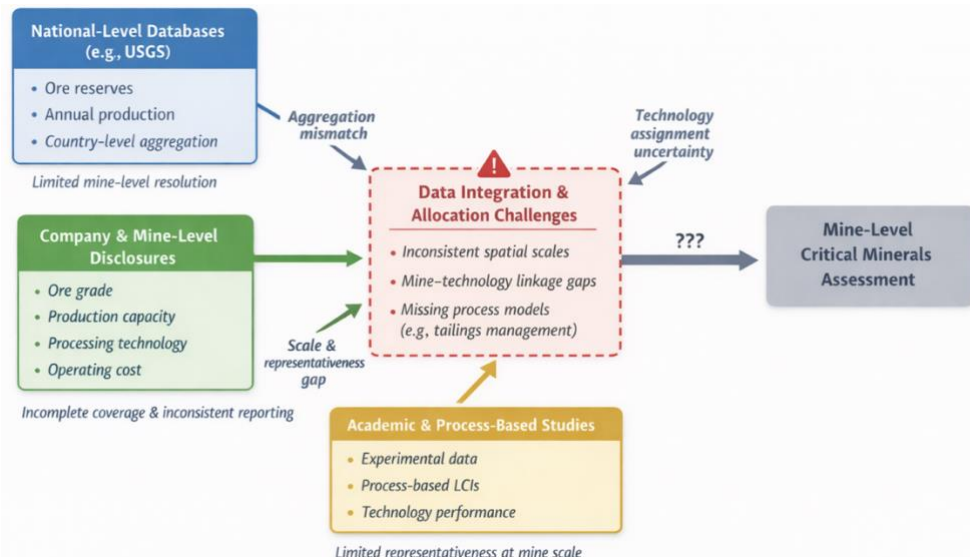 National-Level Databases
(e.g., USGS)
• Ore reserves
• Annual production
• Country-level aggregation
Limited mine-level resolution
Aggregation
mismatch
Technology
assignment
uncertainty
!
Data Integration &
Allocation Challenges
• Inconsistent spatial scales
• Mine–technology linkage gaps
• Missing process models
(e.g., tailings management)
???
Mine-Level
Critical Minerals
Assessment
Company & Mine-Level
Disclosures
• Ore grade
• Production capacity
• Processing technology
• Operating cost
Incomplete coverage & inconsistent reporting
Scale &
representativeness
gap
Academic & Process-Based Studies
• Experimental data
• Process-based LCIs
• Technology performance
Limited representativeness at mine scale